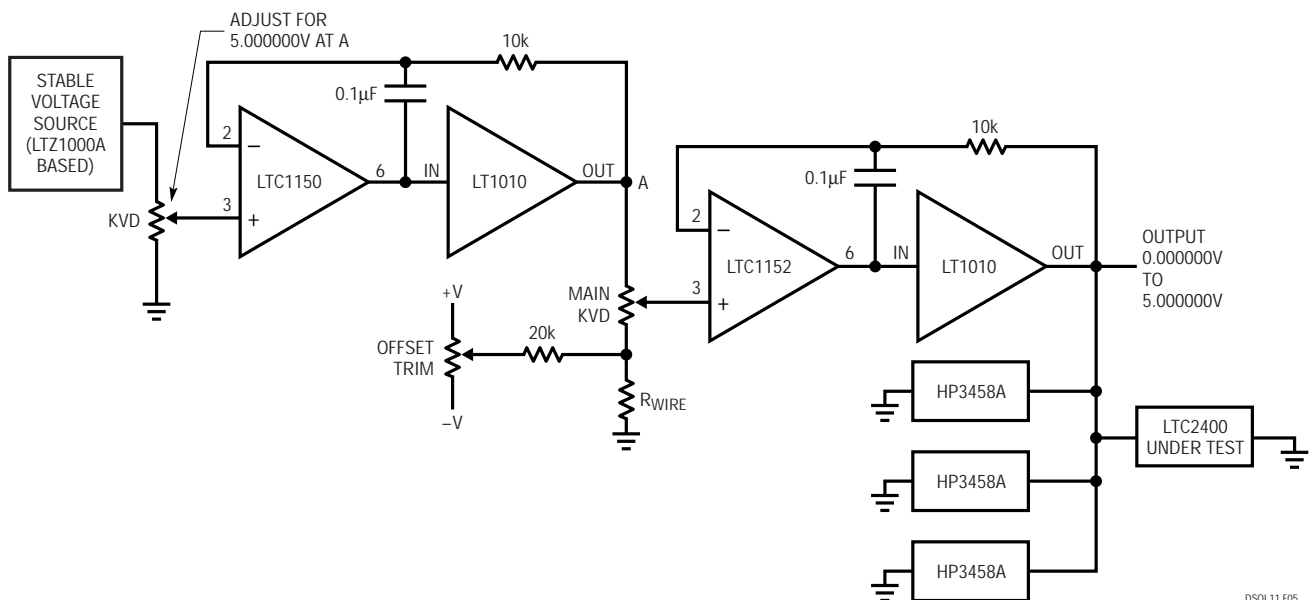 ADJUST FOR
5.000000V AT A
STABLE
VOLTAGE
SOURCE
(LTZ1000A
BASED)
KVD
10k
0.1µF
2
−
3
+
LTC1150
6
IN
LT1010
OUT
A
+V
OFFSET
TRIM
−V
20k
MAIN
KVD
RWIRE
10k
0.1µF
2
−
3
+
LTC1152
6
IN
LT1010
OUT
OUTPUT
0.000000V
TO
5.000000V
HP3458A
HP3458A
HP3458A
LTC2400
UNDER TEST
DSOL11 F05